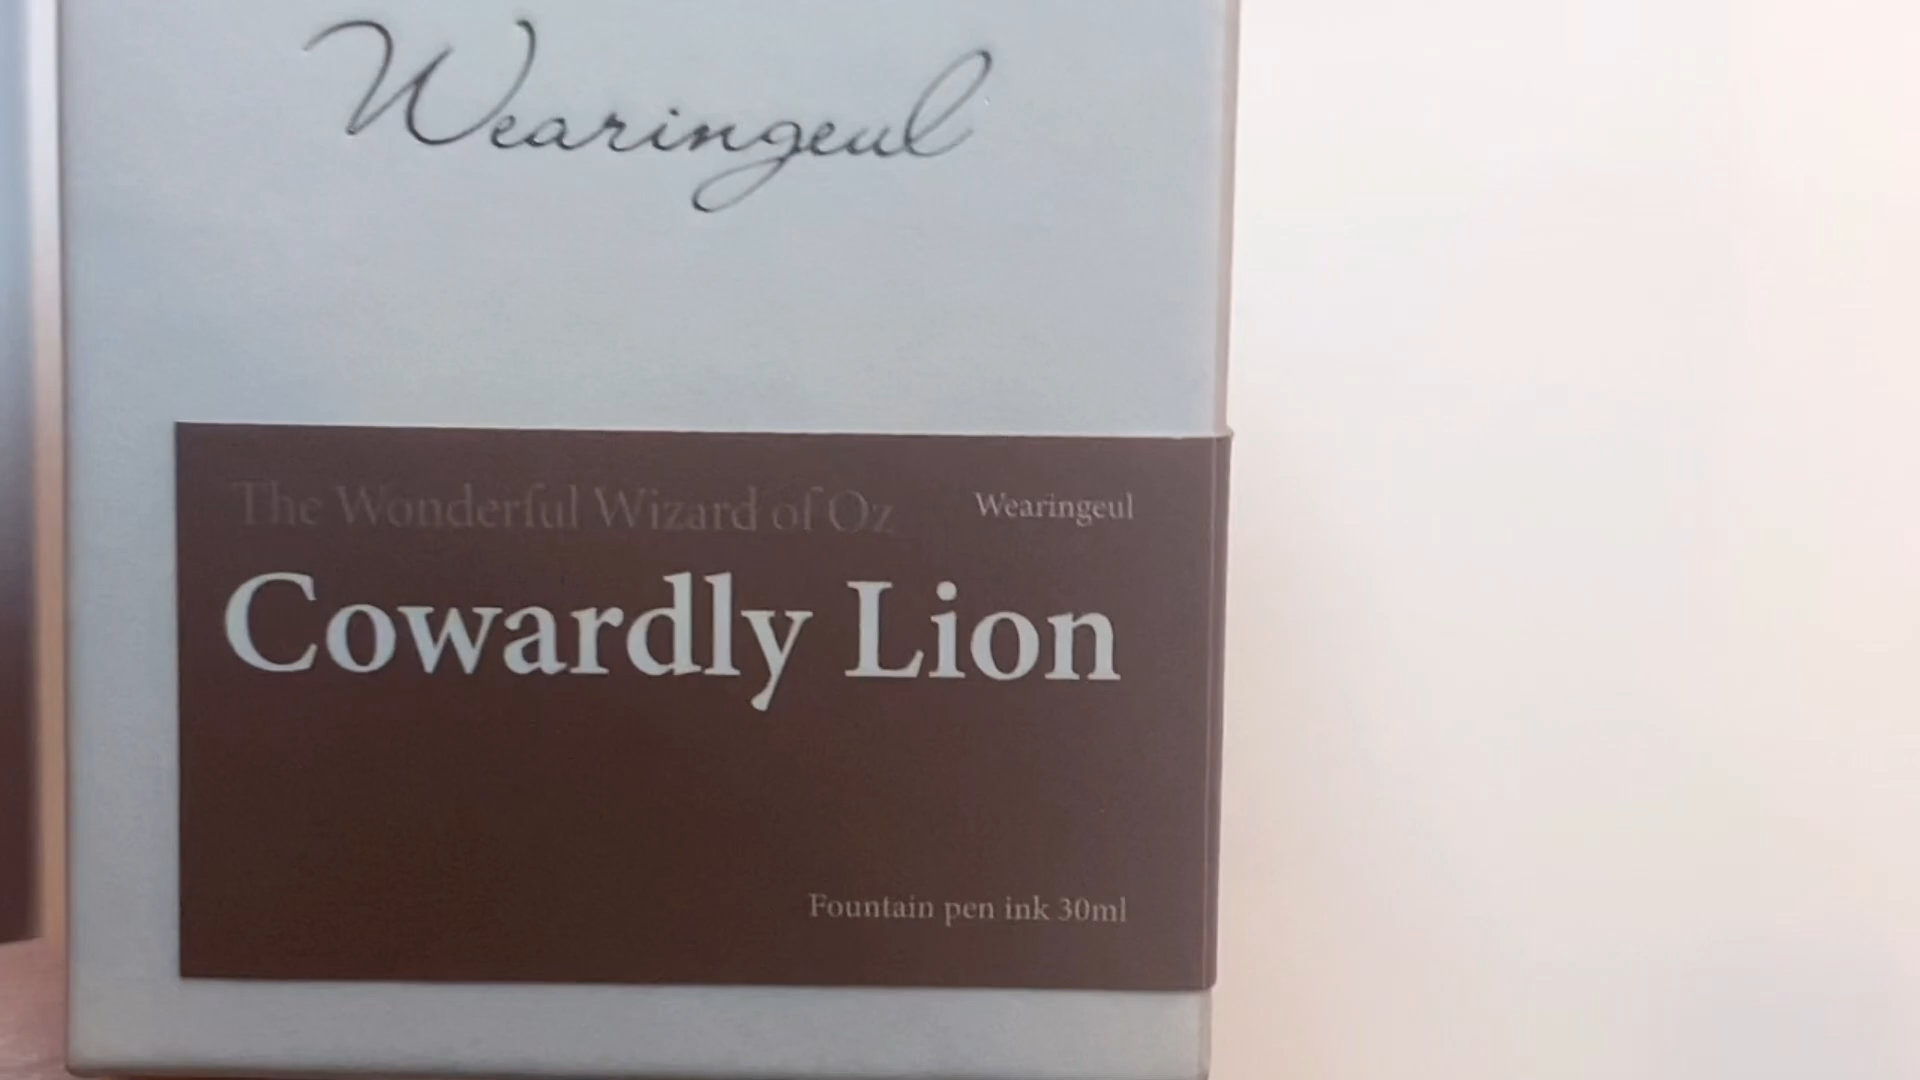 Wearingeul
The Wonderful Wizard of Oz
Wearingeul
Cowardly Lion
Fountain pen ink 30ml